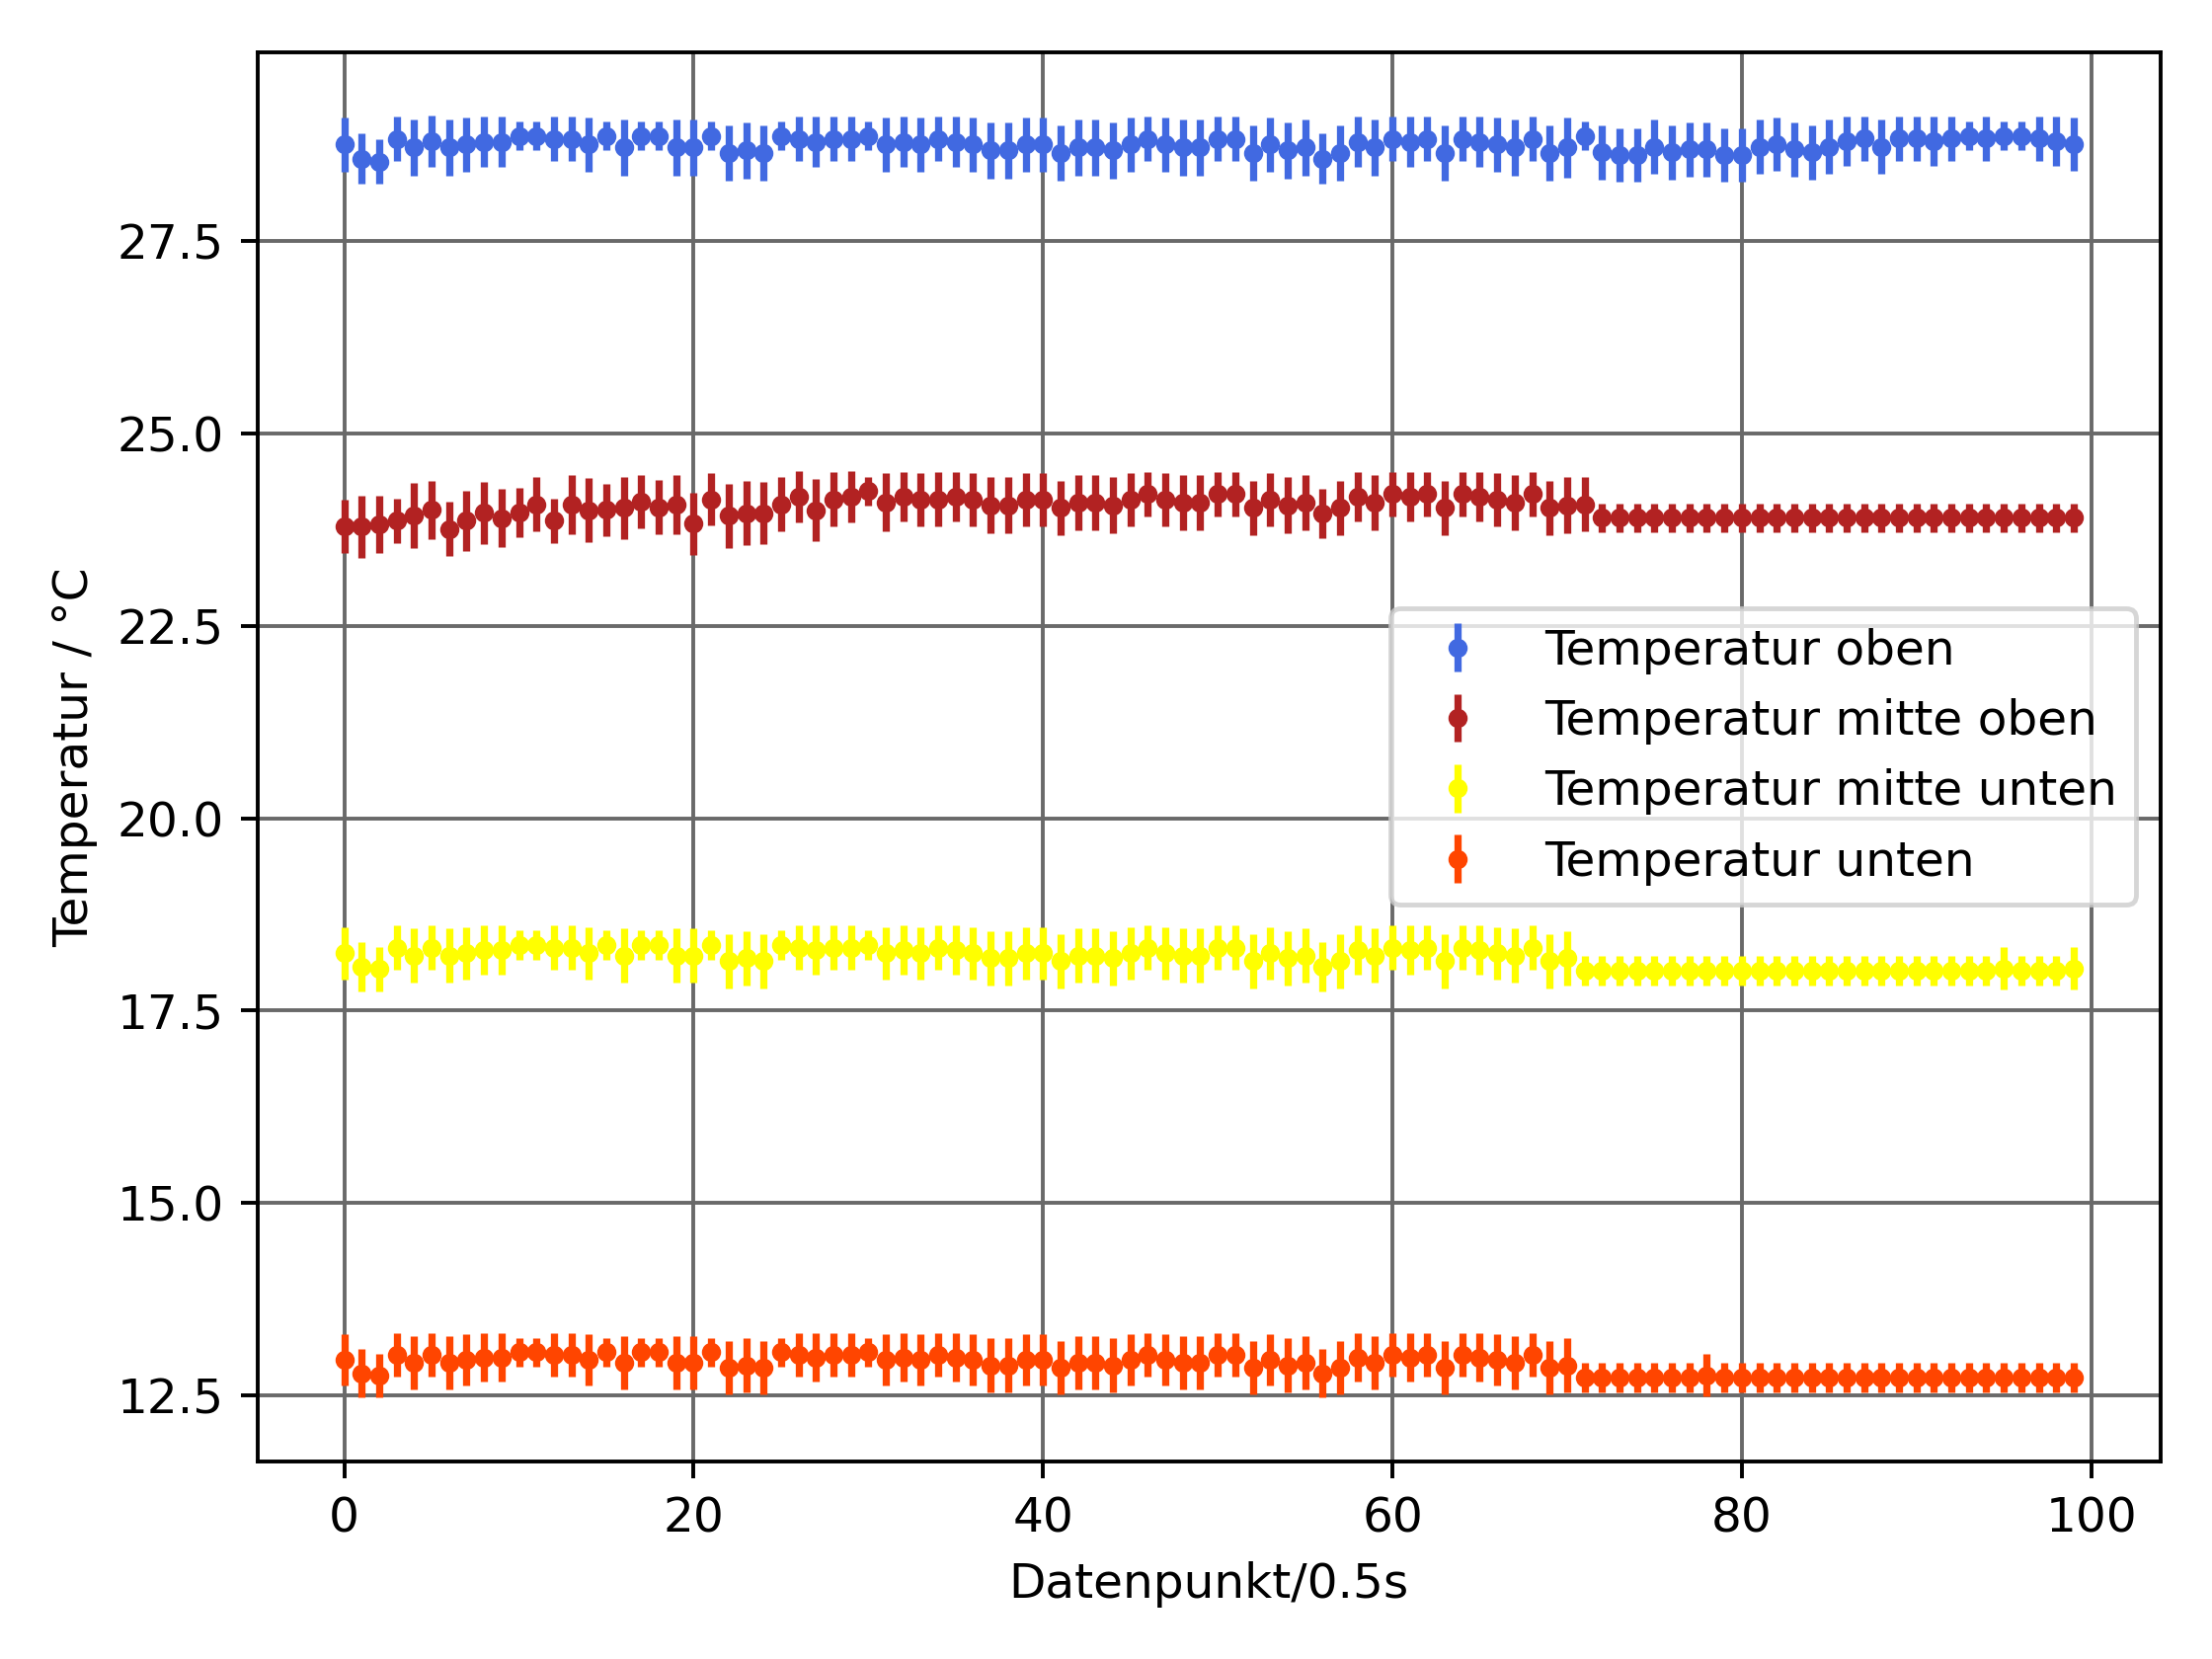 27.5
25.0
22.5
20.0
17.5
15.0
12.5
Temperatur / °C
Temperatur oben
Temperatur mitte oben
Temperatur mitte unten
Temperatur unten
0 20 40 60 80 100
Datenpunkt/0.5s